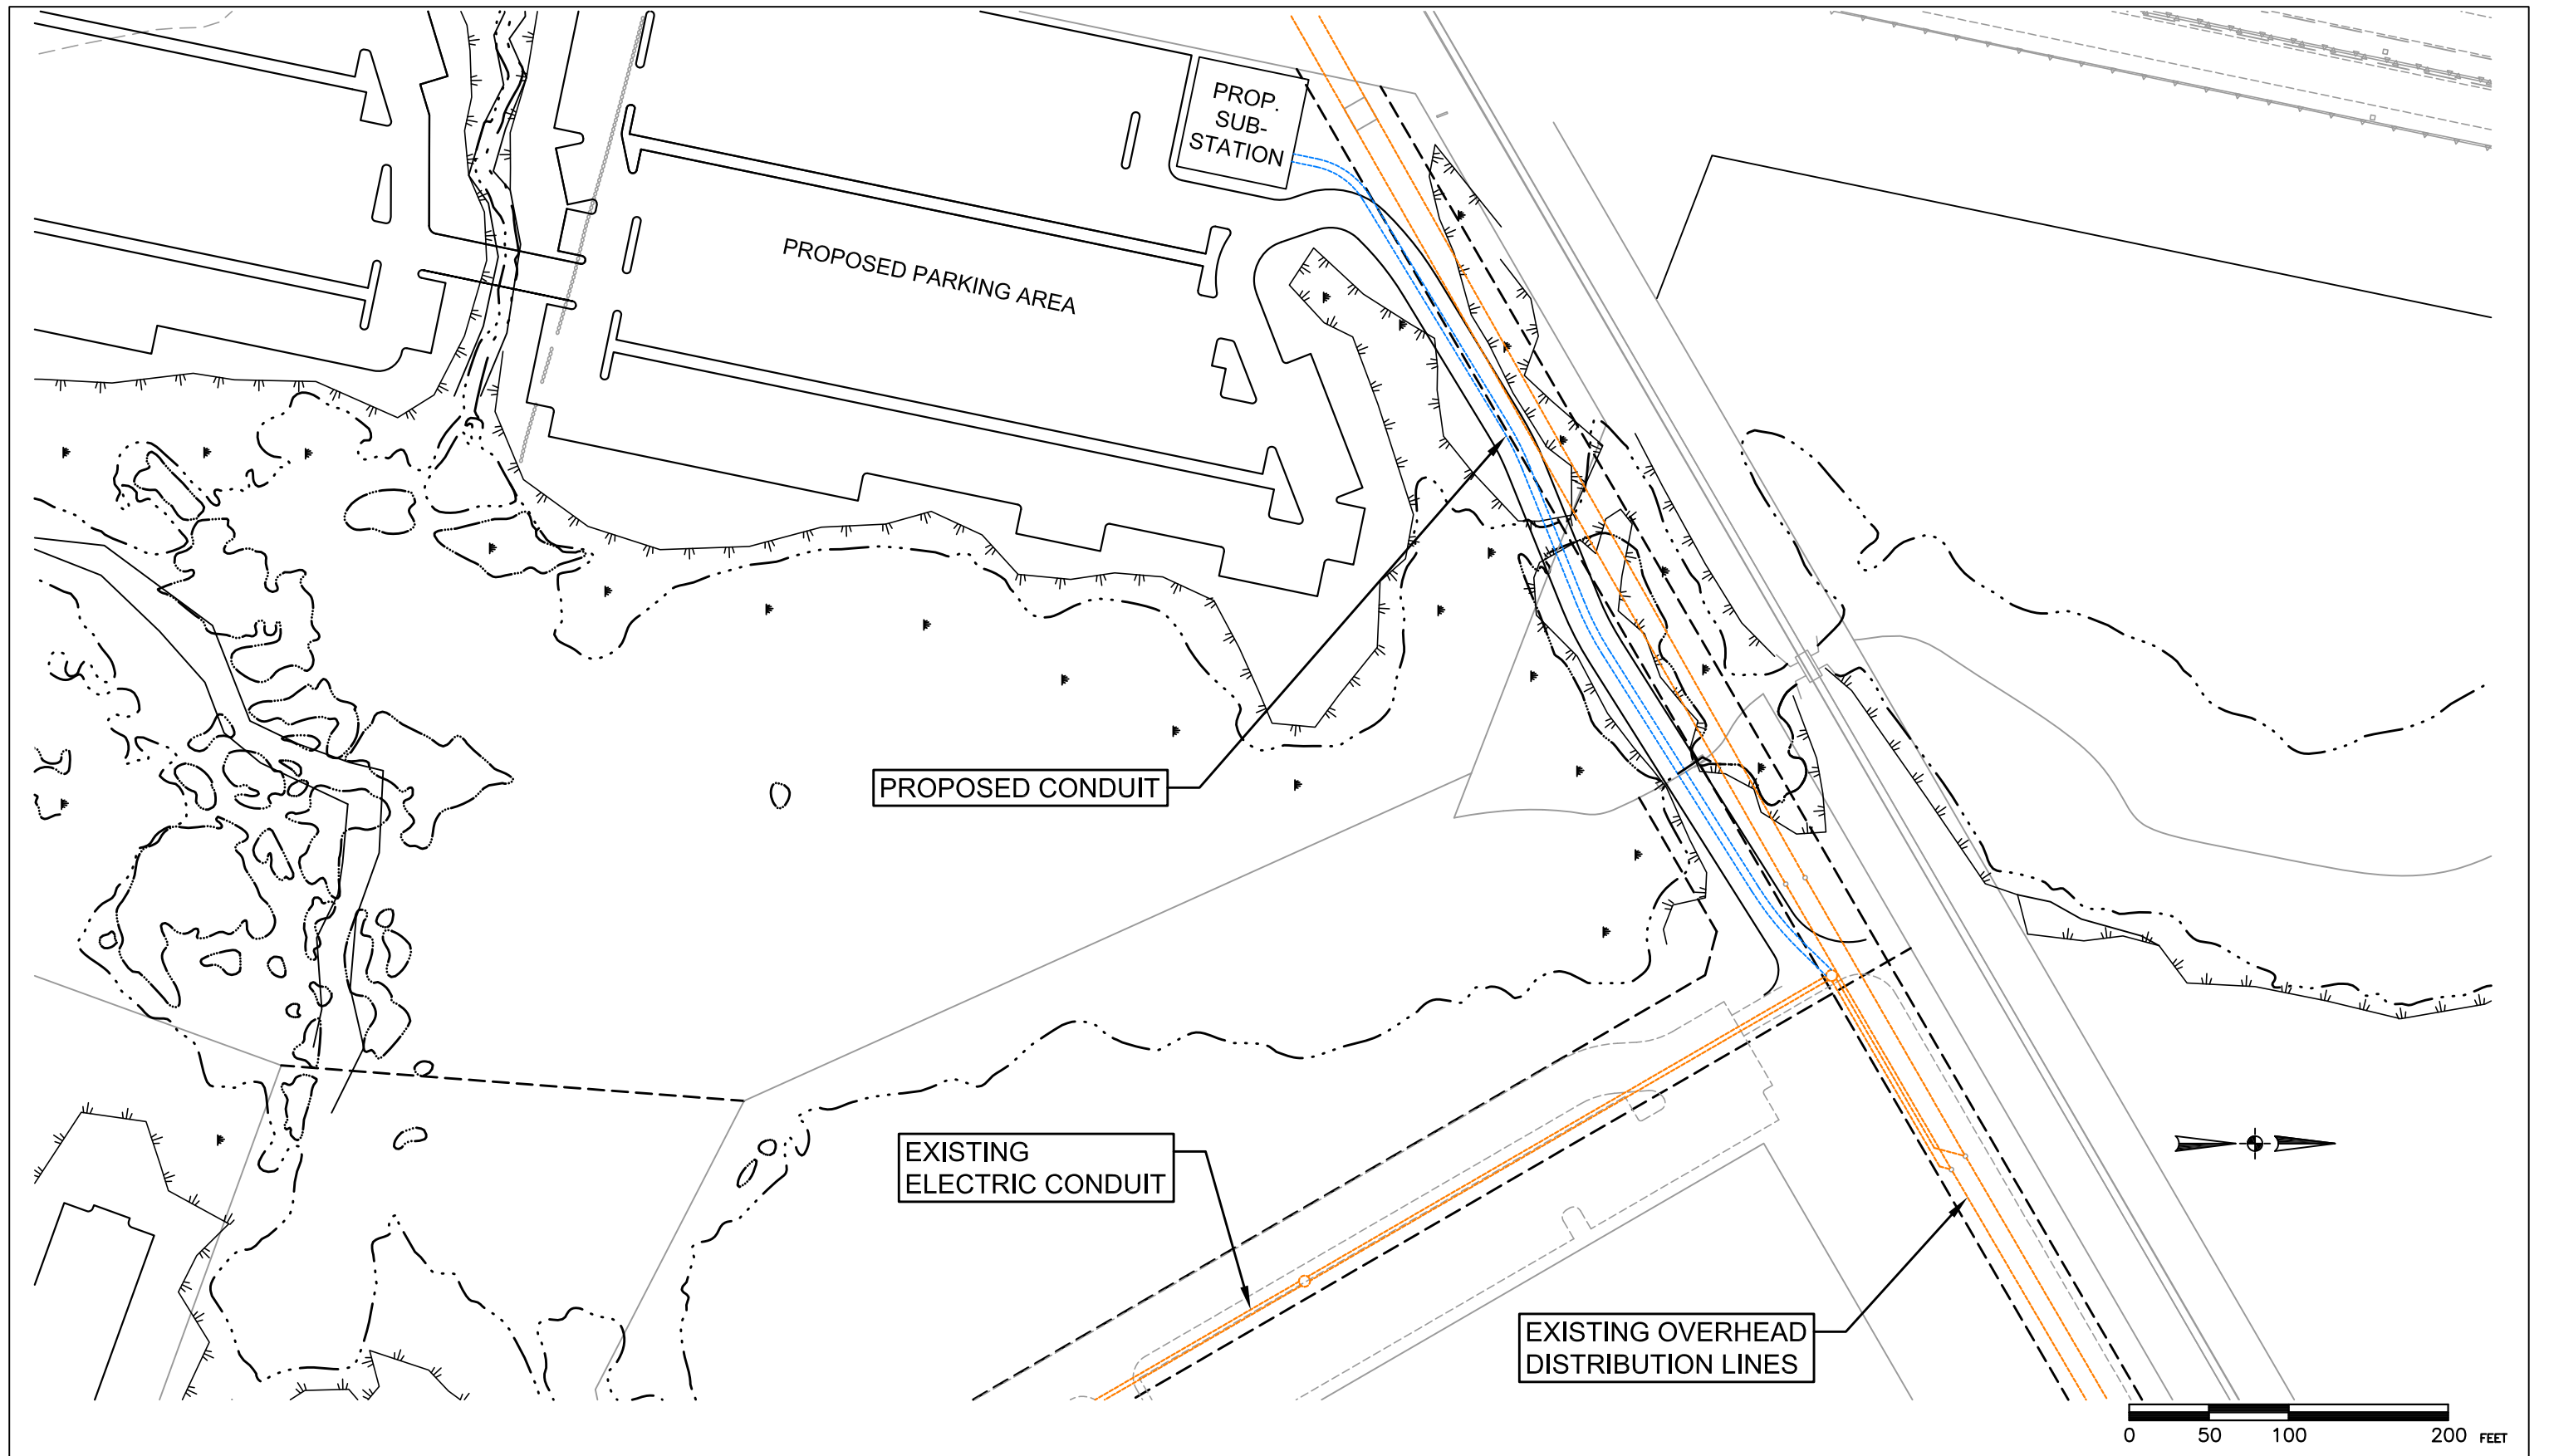 PROP.
SUB-
STATION
PROPOSED PARKING AREA
PROPOSED CONDUIT
EXISTING
ELECTRIC CONDUIT
EXISTING OVERHEAD
DISTRIBUTION LINES
0 50 100 200 FEET